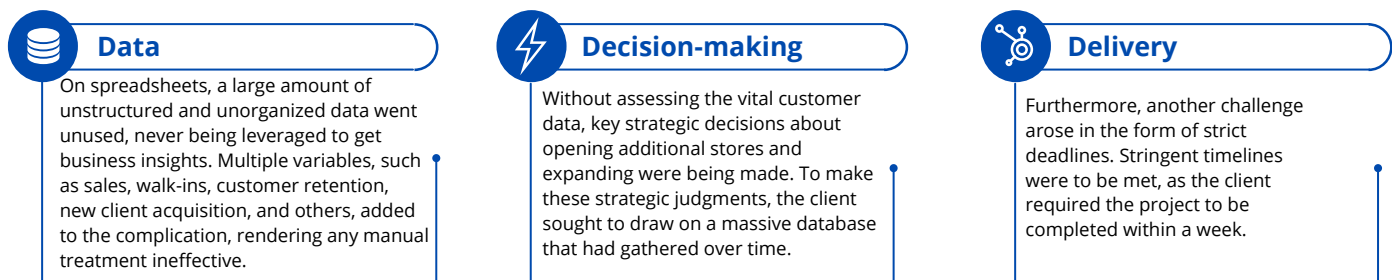 Data
On spreadsheets, a large amount of
unstructured and unorganized data went
unused, never being leveraged to get
business insights. Multiple variables, such
as sales, walk-ins, customer retention,
new client acquisition, and others, added
to the complication, rendering any manual
treatment ineffective.
Decision-making
Without assessing the vital customer
data, key strategic decisions about
opening additional stores and
expanding were being made. To make
these strategic judgments, the client
sought to draw on a massive database
that had gathered over time.
Delivery
Furthermore, another challenge
arose in the form of strict
deadlines. Stringent timelines
were to be met, as the client
required the project to be
completed within a week.